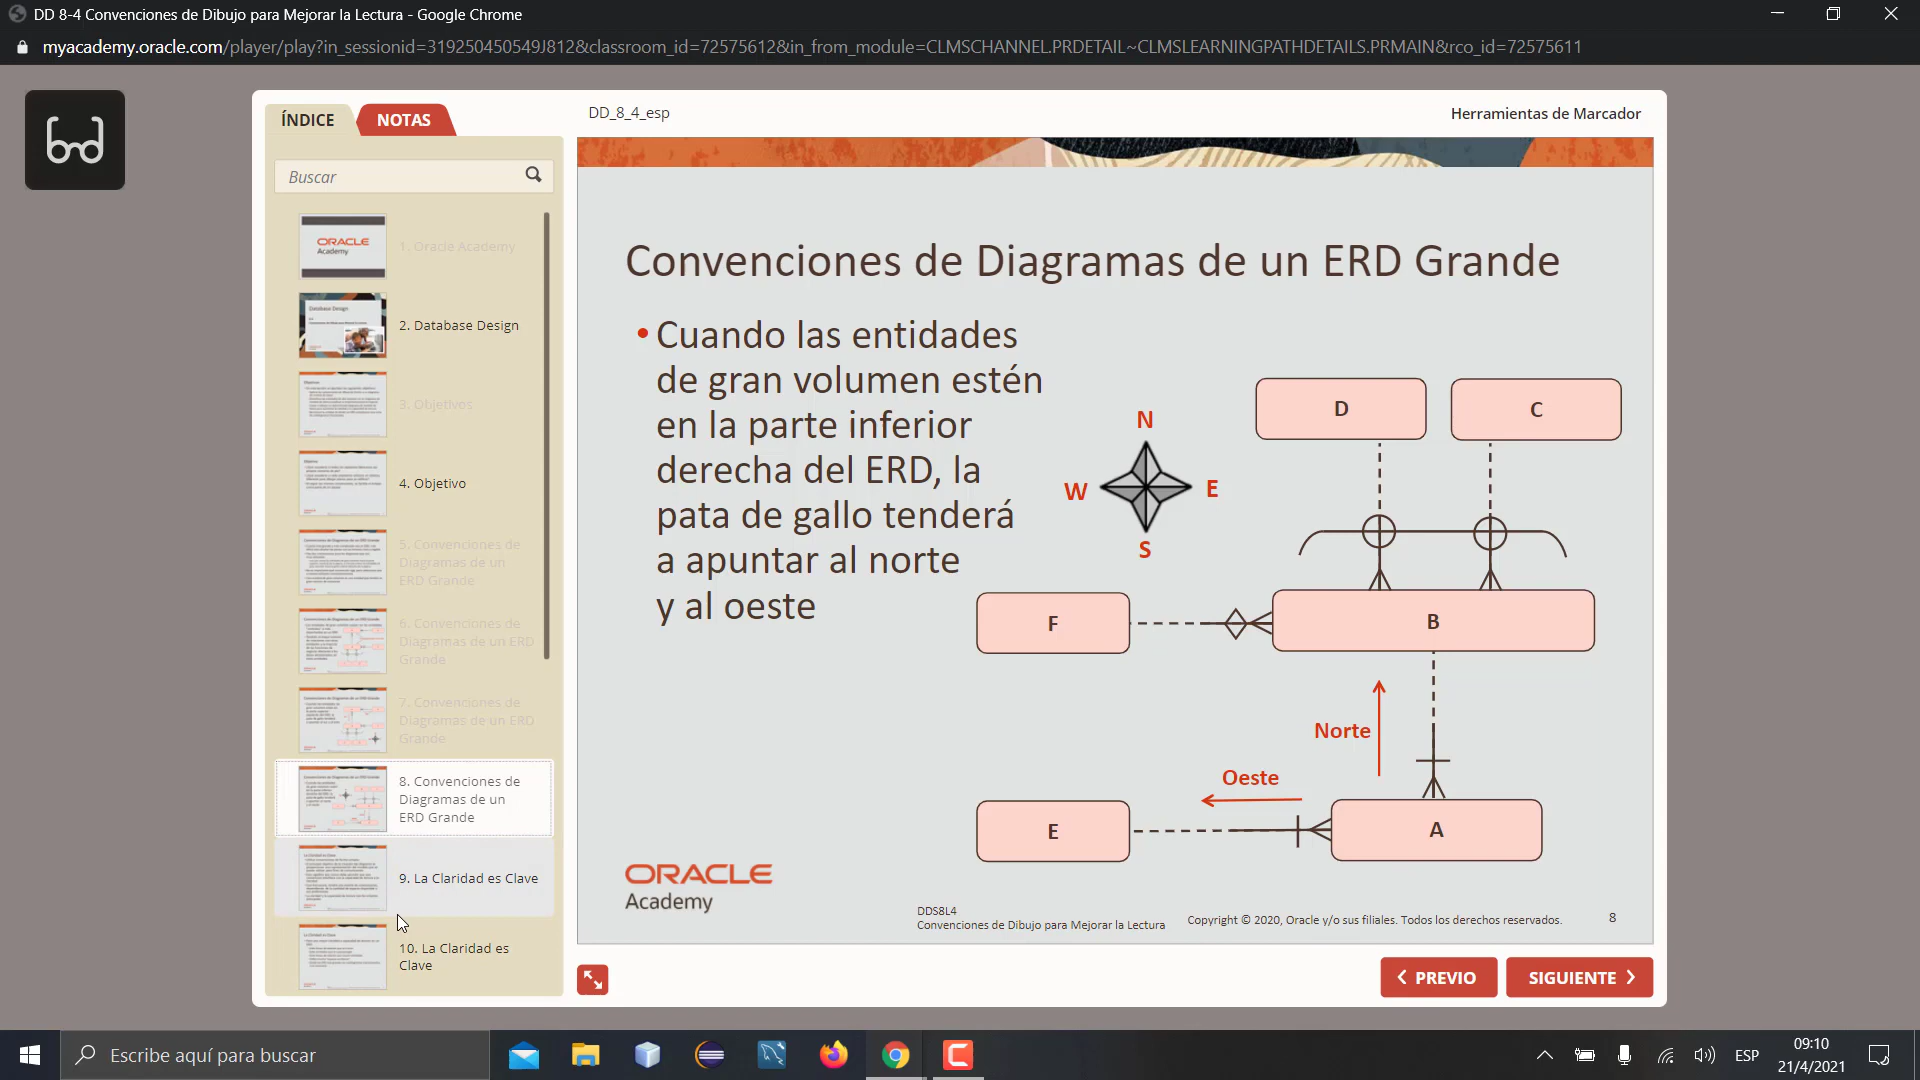 DD 8-4 Convenciones de Dibujo para Mejorar la Lectura - Google Chrome
myacademy.oracle.com/player/play?in_sessionid=319250450549J812&classroom_id=72575612&in_from_module=CLMSCHANNEL.PRDETAIL~CLMSLEARNINGPATHDETAILS.PRMAIN&rco_id=72575611
ÍNDICE
NOTAS
DD_8_4_esp
Herramientas de Marcador
Buscar
ORACLE
Academy
1. Oracle Academy
Database Design
2. Database Design
3. Objetivos
4. Objetivo
5. Convenciones de
Diagramas de un
ERD Grande
6. Convenciones de
Diagramas de un ERD
Grande
7. Convenciones de
Diagramas de un ERD
Grande
8. Convenciones de
Diagramas de un
ERD Grande
9. La Claridad es Clave
10. La Claridad es
Clave
Convenciones de Diagramas de un ERD Grande
• Cuando las entidades
de gran volumen estén
en la parte inferior
derecha del ERD, la
pata de gallo tenderá
a apuntar al norte
y al oeste
N
W
E
S
D
C
F
B
Norte
Oeste
E
A
ORACLE
Academy
DDS8L4
Convenciones de Dibujo para Mejorar la Lectura
Copyright © 2020, Oracle y/o sus filiales. Todos los derechos reservados.
8
PREVIO
SIGUIENTE
Escribe aquí para buscar
ESP
09:10
21/4/2021